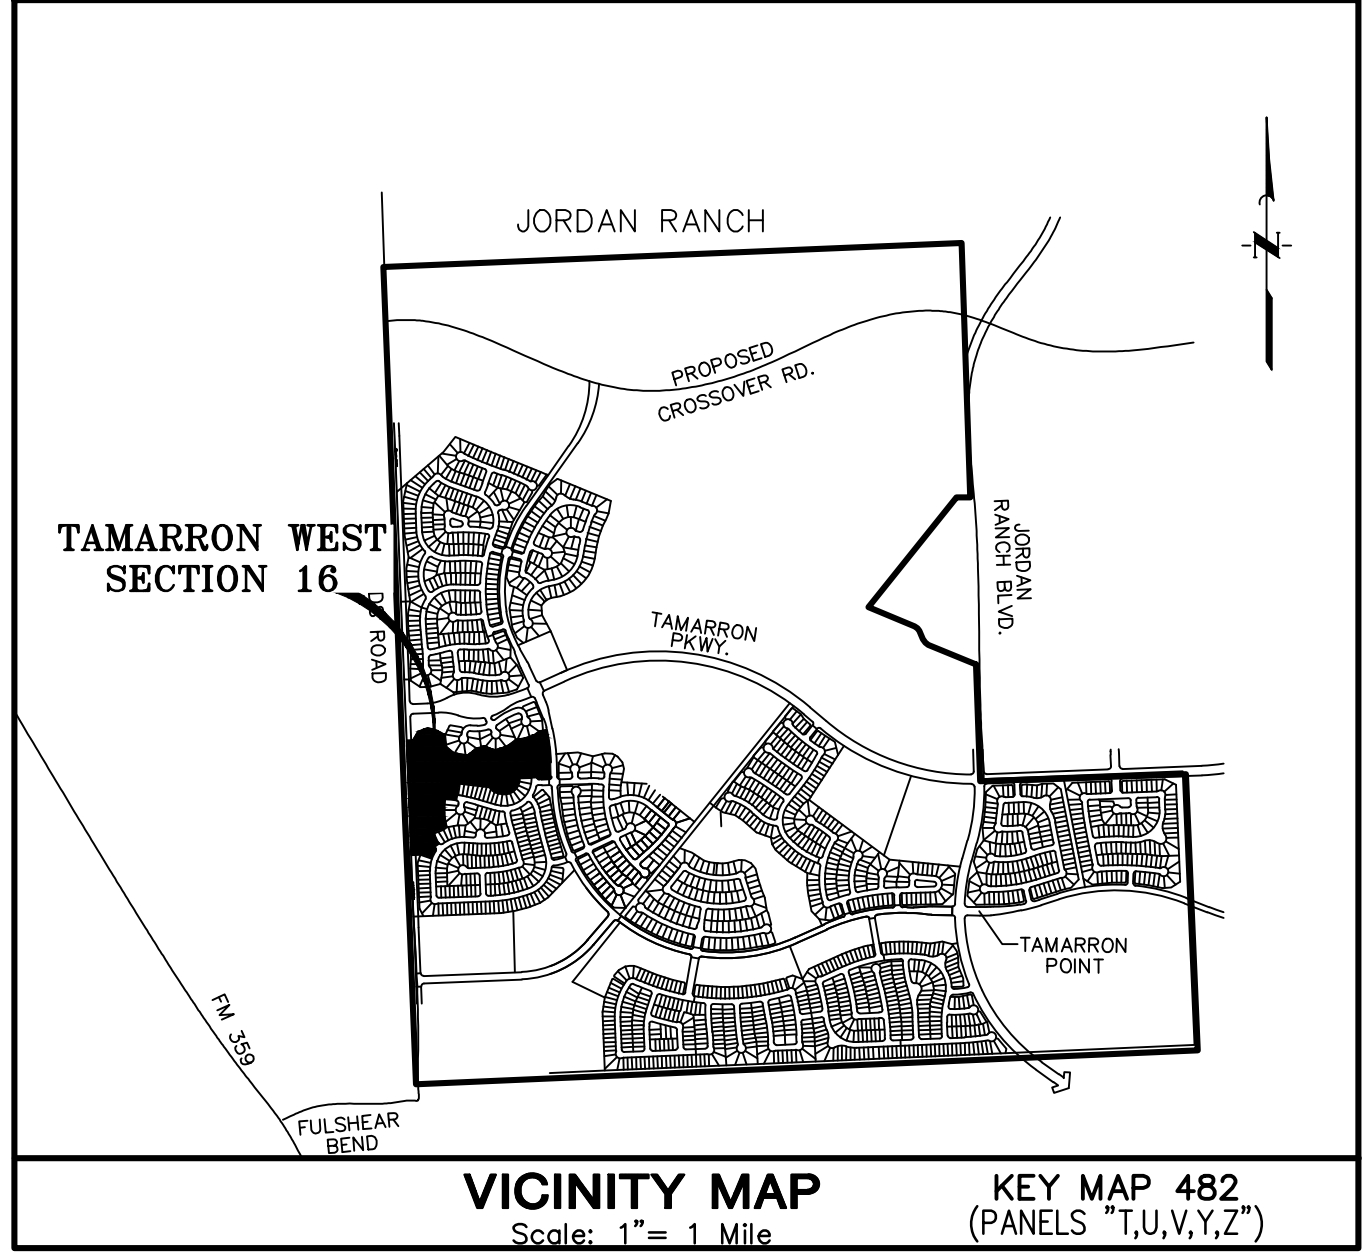 JORDAN RANCH
N
PROPOSED
CROSSOVER RD.
TAMARRON WEST
SECTION 16
JORDAN
RANCH BLVD.
DS ROAD
TAMARRON
PKWY.
TAMARRON
POINT
FM 359
FULSHEAR
BEND
VICINITY MAP
Scale: 1"= 1 Mile
KEY MAP 482
(PANELS "T,U,V,Y,Z")